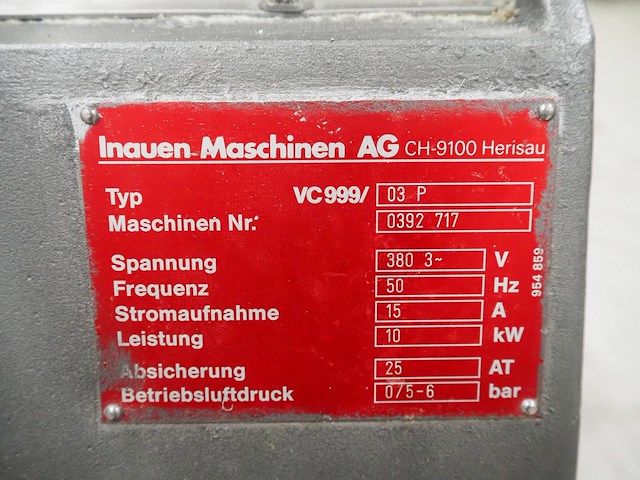 Inauen Maschinen AG CH-9100 Herisau
Typ VC999/ 03 P
Maschinen Nr. 0392 717
Spannung 380 3~ V
Frequenz 50 Hz
Stromaufnahme 15 A
Leistung 10 kW
Absicherung 25 AT
Betriebsluftdruck 0/5-6 bar
954 859